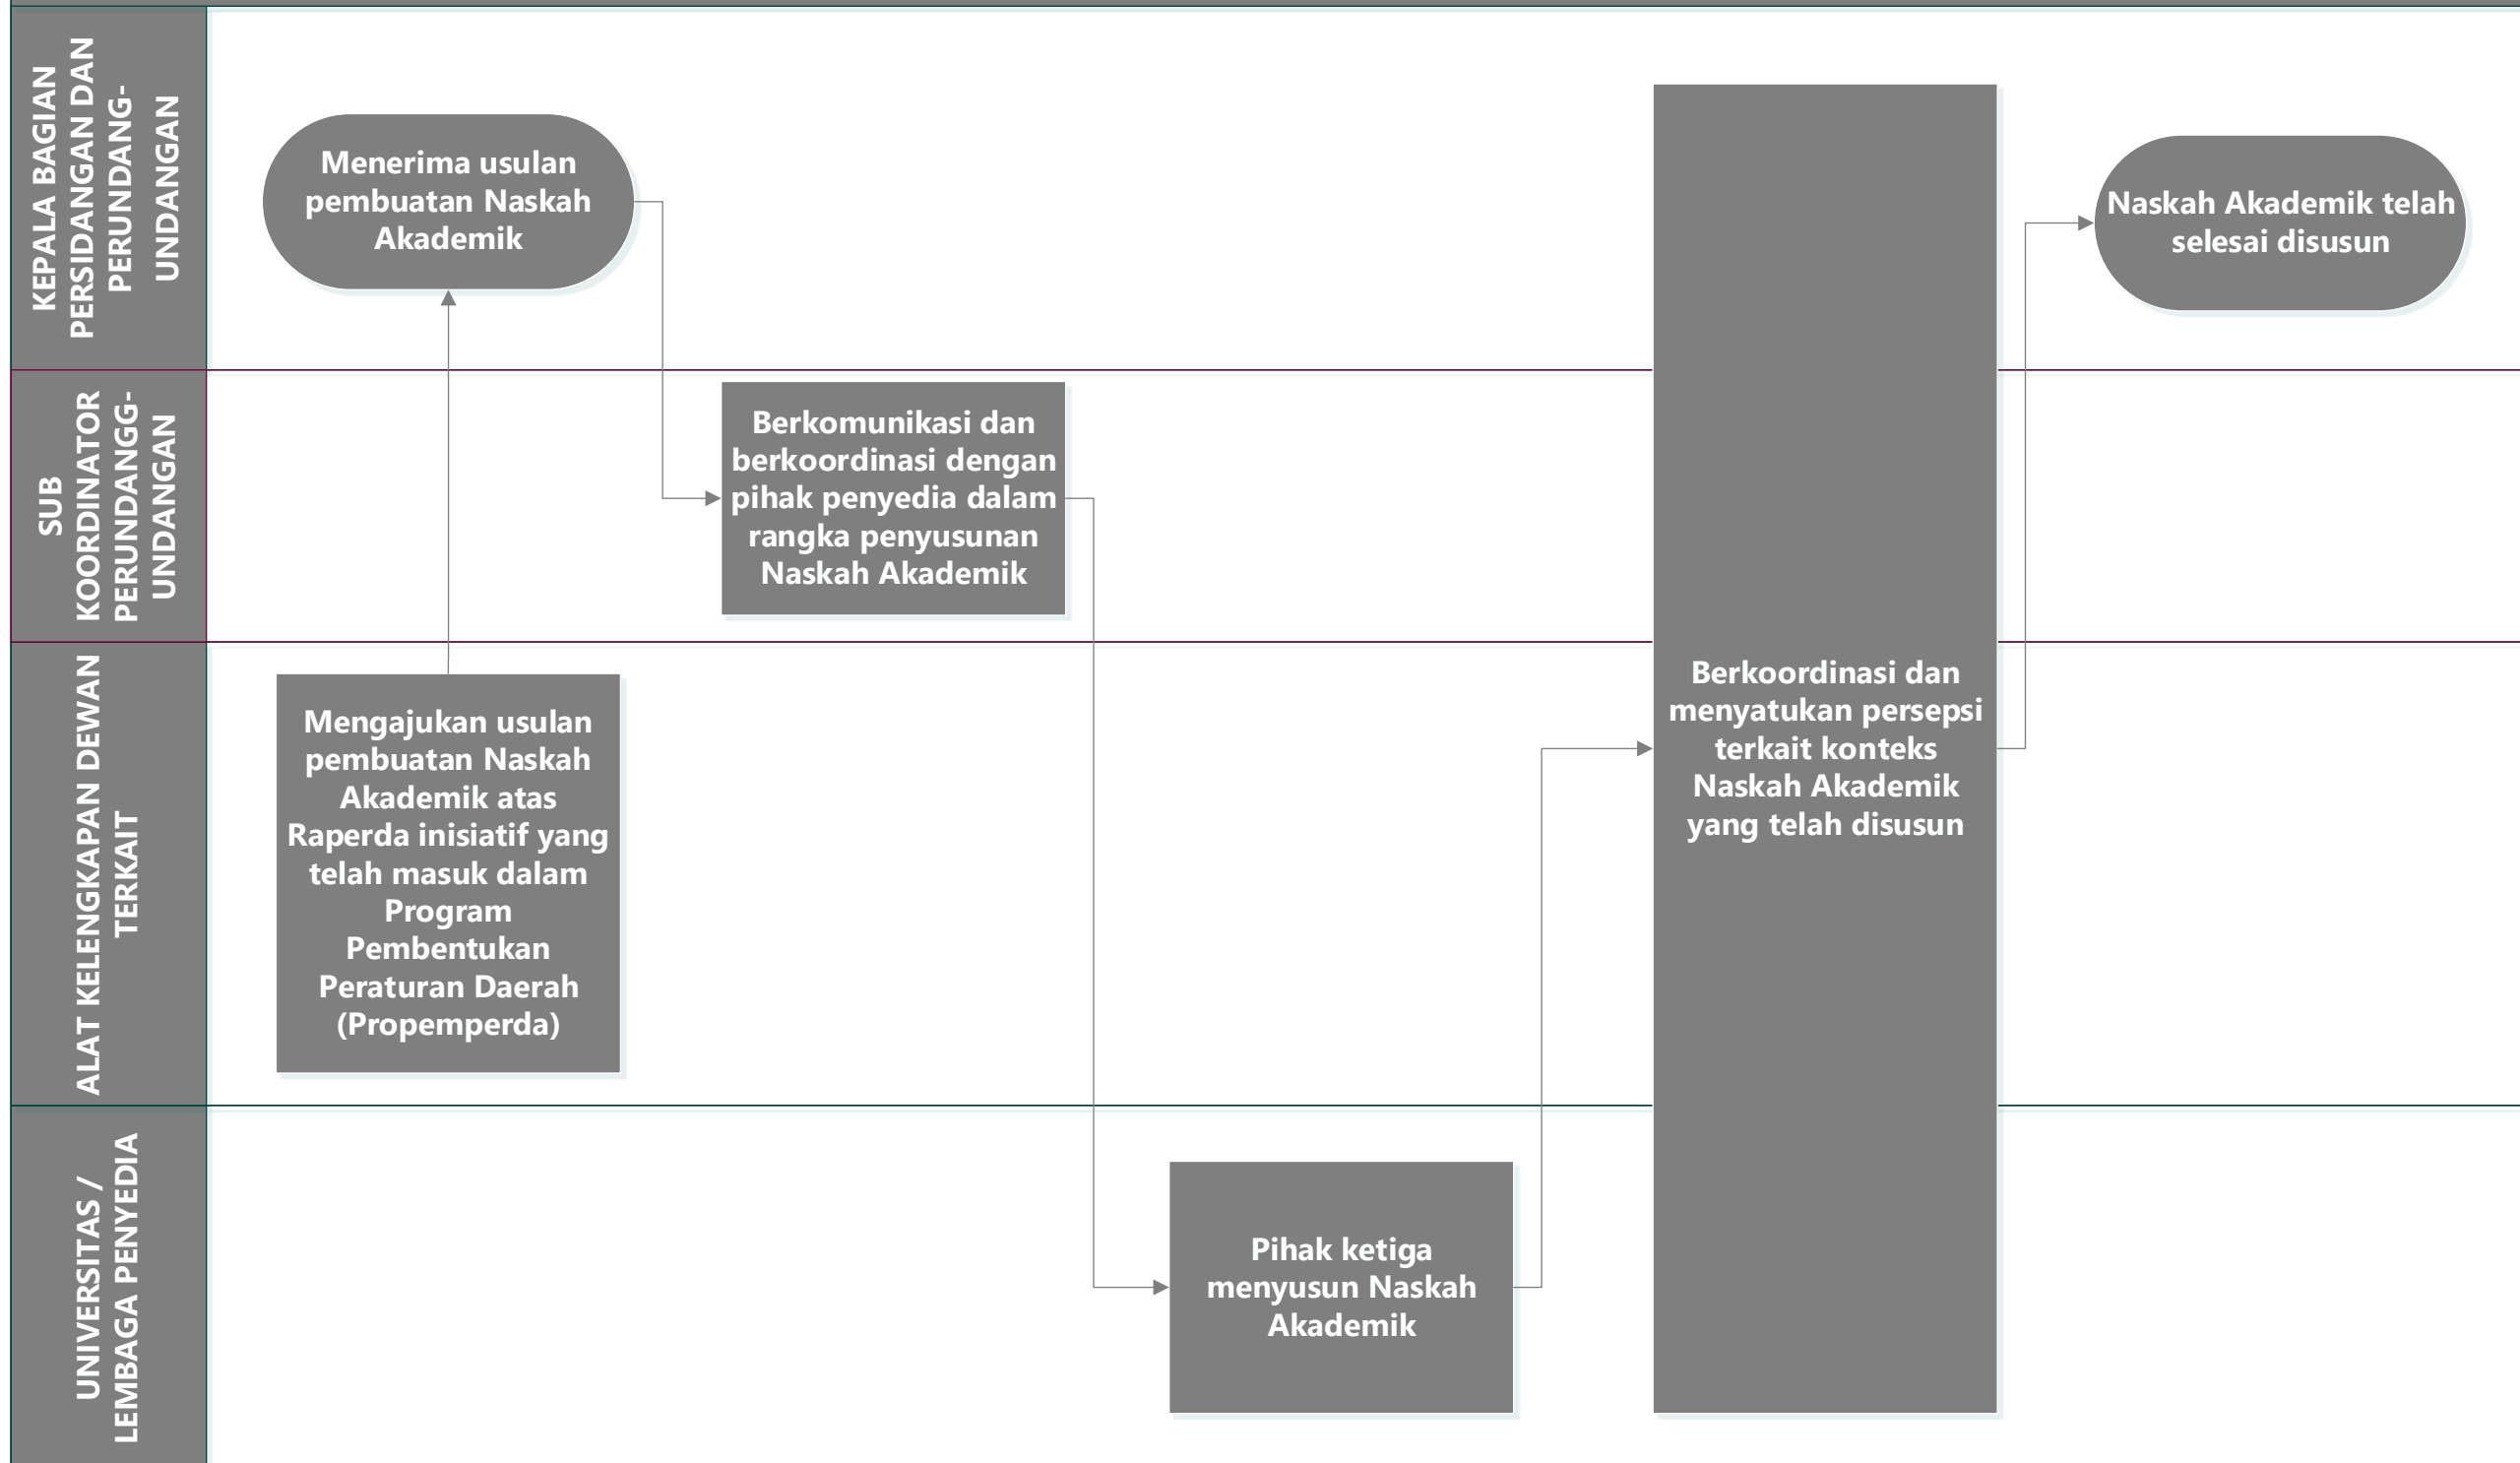 KEPALA BAGIAN
PERSIDANGAN DAN
PERUNDANG-
UNDANGAN
Menerima usulan
pembuatan Naskah
Akademik
Naskah Akademik telah
selesai disusun
SUB
KOORDINATOR
PERUNDANGG-
UNDANGAN
Berkomunikasi dan
berkoordinasi dengan
pihak penyedia dalam
rangka penyusunan
Naskah Akademik
ALAT KELENGKAPAN DEWAN
TERKAIT
Mengajukan usulan
pembuatan Naskah
Akademik atas
Raperda inisiatif yang
telah masuk dalam
Program
Pembentukan
Peraturan Daerah
(Propemperda)
Berkoordinasi dan
menyatukan persepsi
terkait konteks
Naskah Akademik
yang telah disusun
UNIVERSITAS /
LEMBAGA PENYEDIA
Pihak ketiga
menyusun Naskah
Akademik